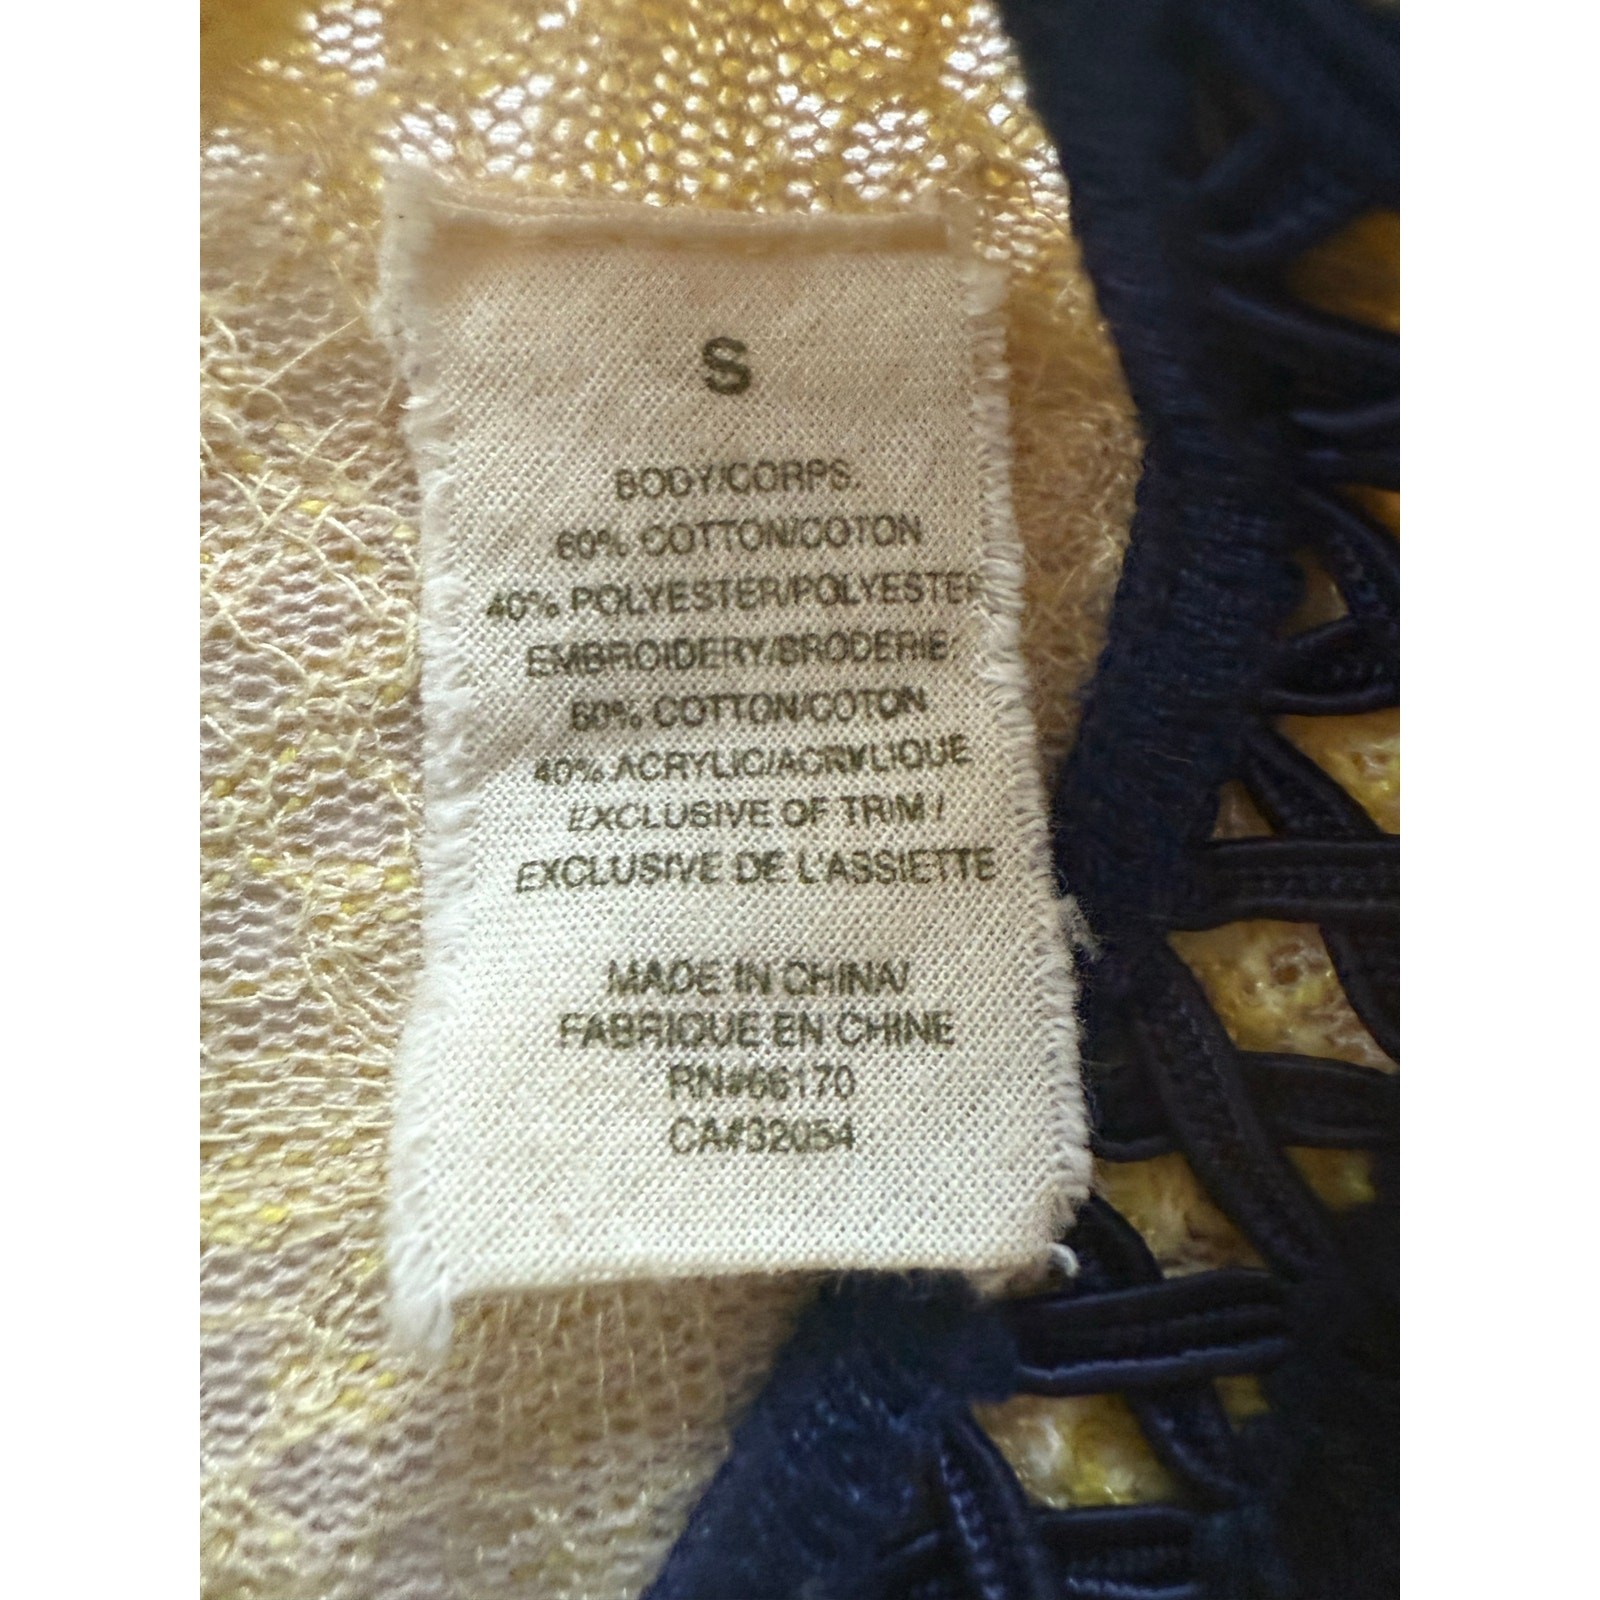 S
BODY/CORPS.
60% COTTON/COTON
40% POLYESTER/POLYESTER
EMBROIDERY/BRODERIE
60% COTTON/COTON
40% ACRYLIC/ACRYLIQUE
EXCLUSIVE OF TRIM /
EXCLUSIVE DE L'ASSIETTE
MADE IN CHINA/
FABRIQUE EN CHINE
RN#66170
CA#32054